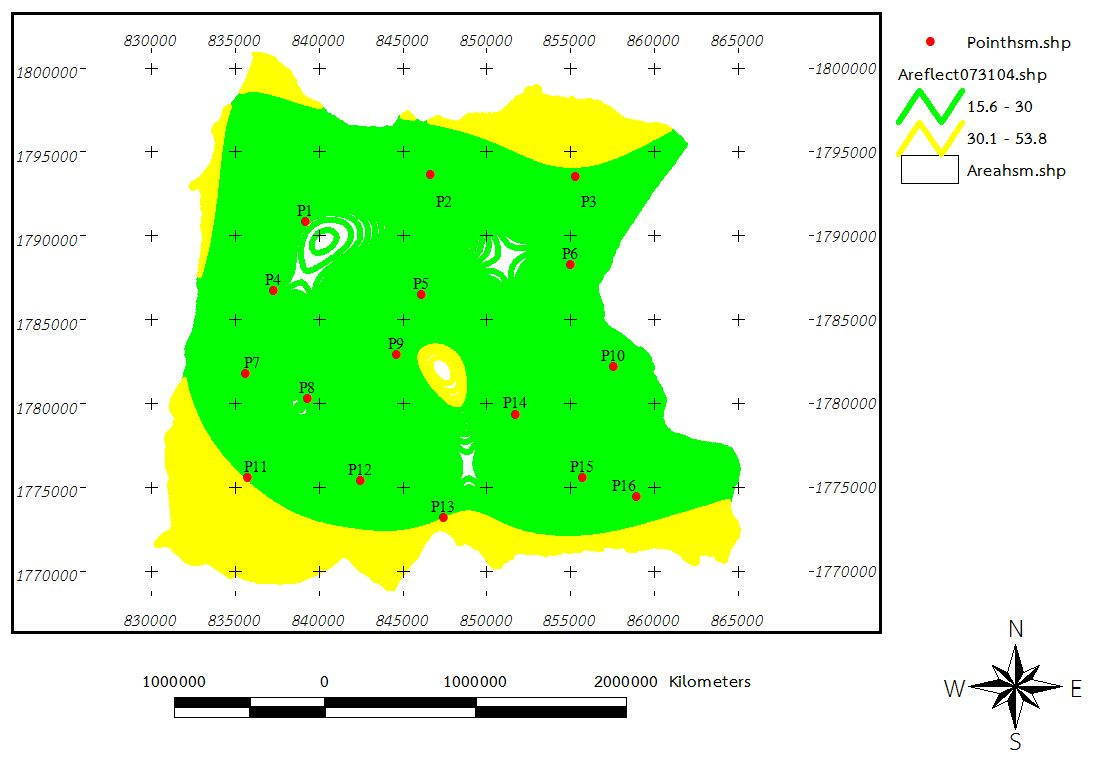 830000 835000 840000 845000 850000 855000 860000 865000
1800000 1800000
1795000 1795000
1790000 1790000
1785000 1785000
1780000 1780000
1775000 1775000
1770000 1770000
830000 835000 840000 845000 850000 855000 860000 865000
P2 P3
P1
P6
P4 P5
P9 P10
P7
P8 P14
P11 P12 P15
P16
P13
Pointhsm.shp
Areflect073104.shp
15.6 - 30
30.1 - 53.8
Areahsm.shp
1000000 0 1000000 2000000 Kilometers
N
W E
S